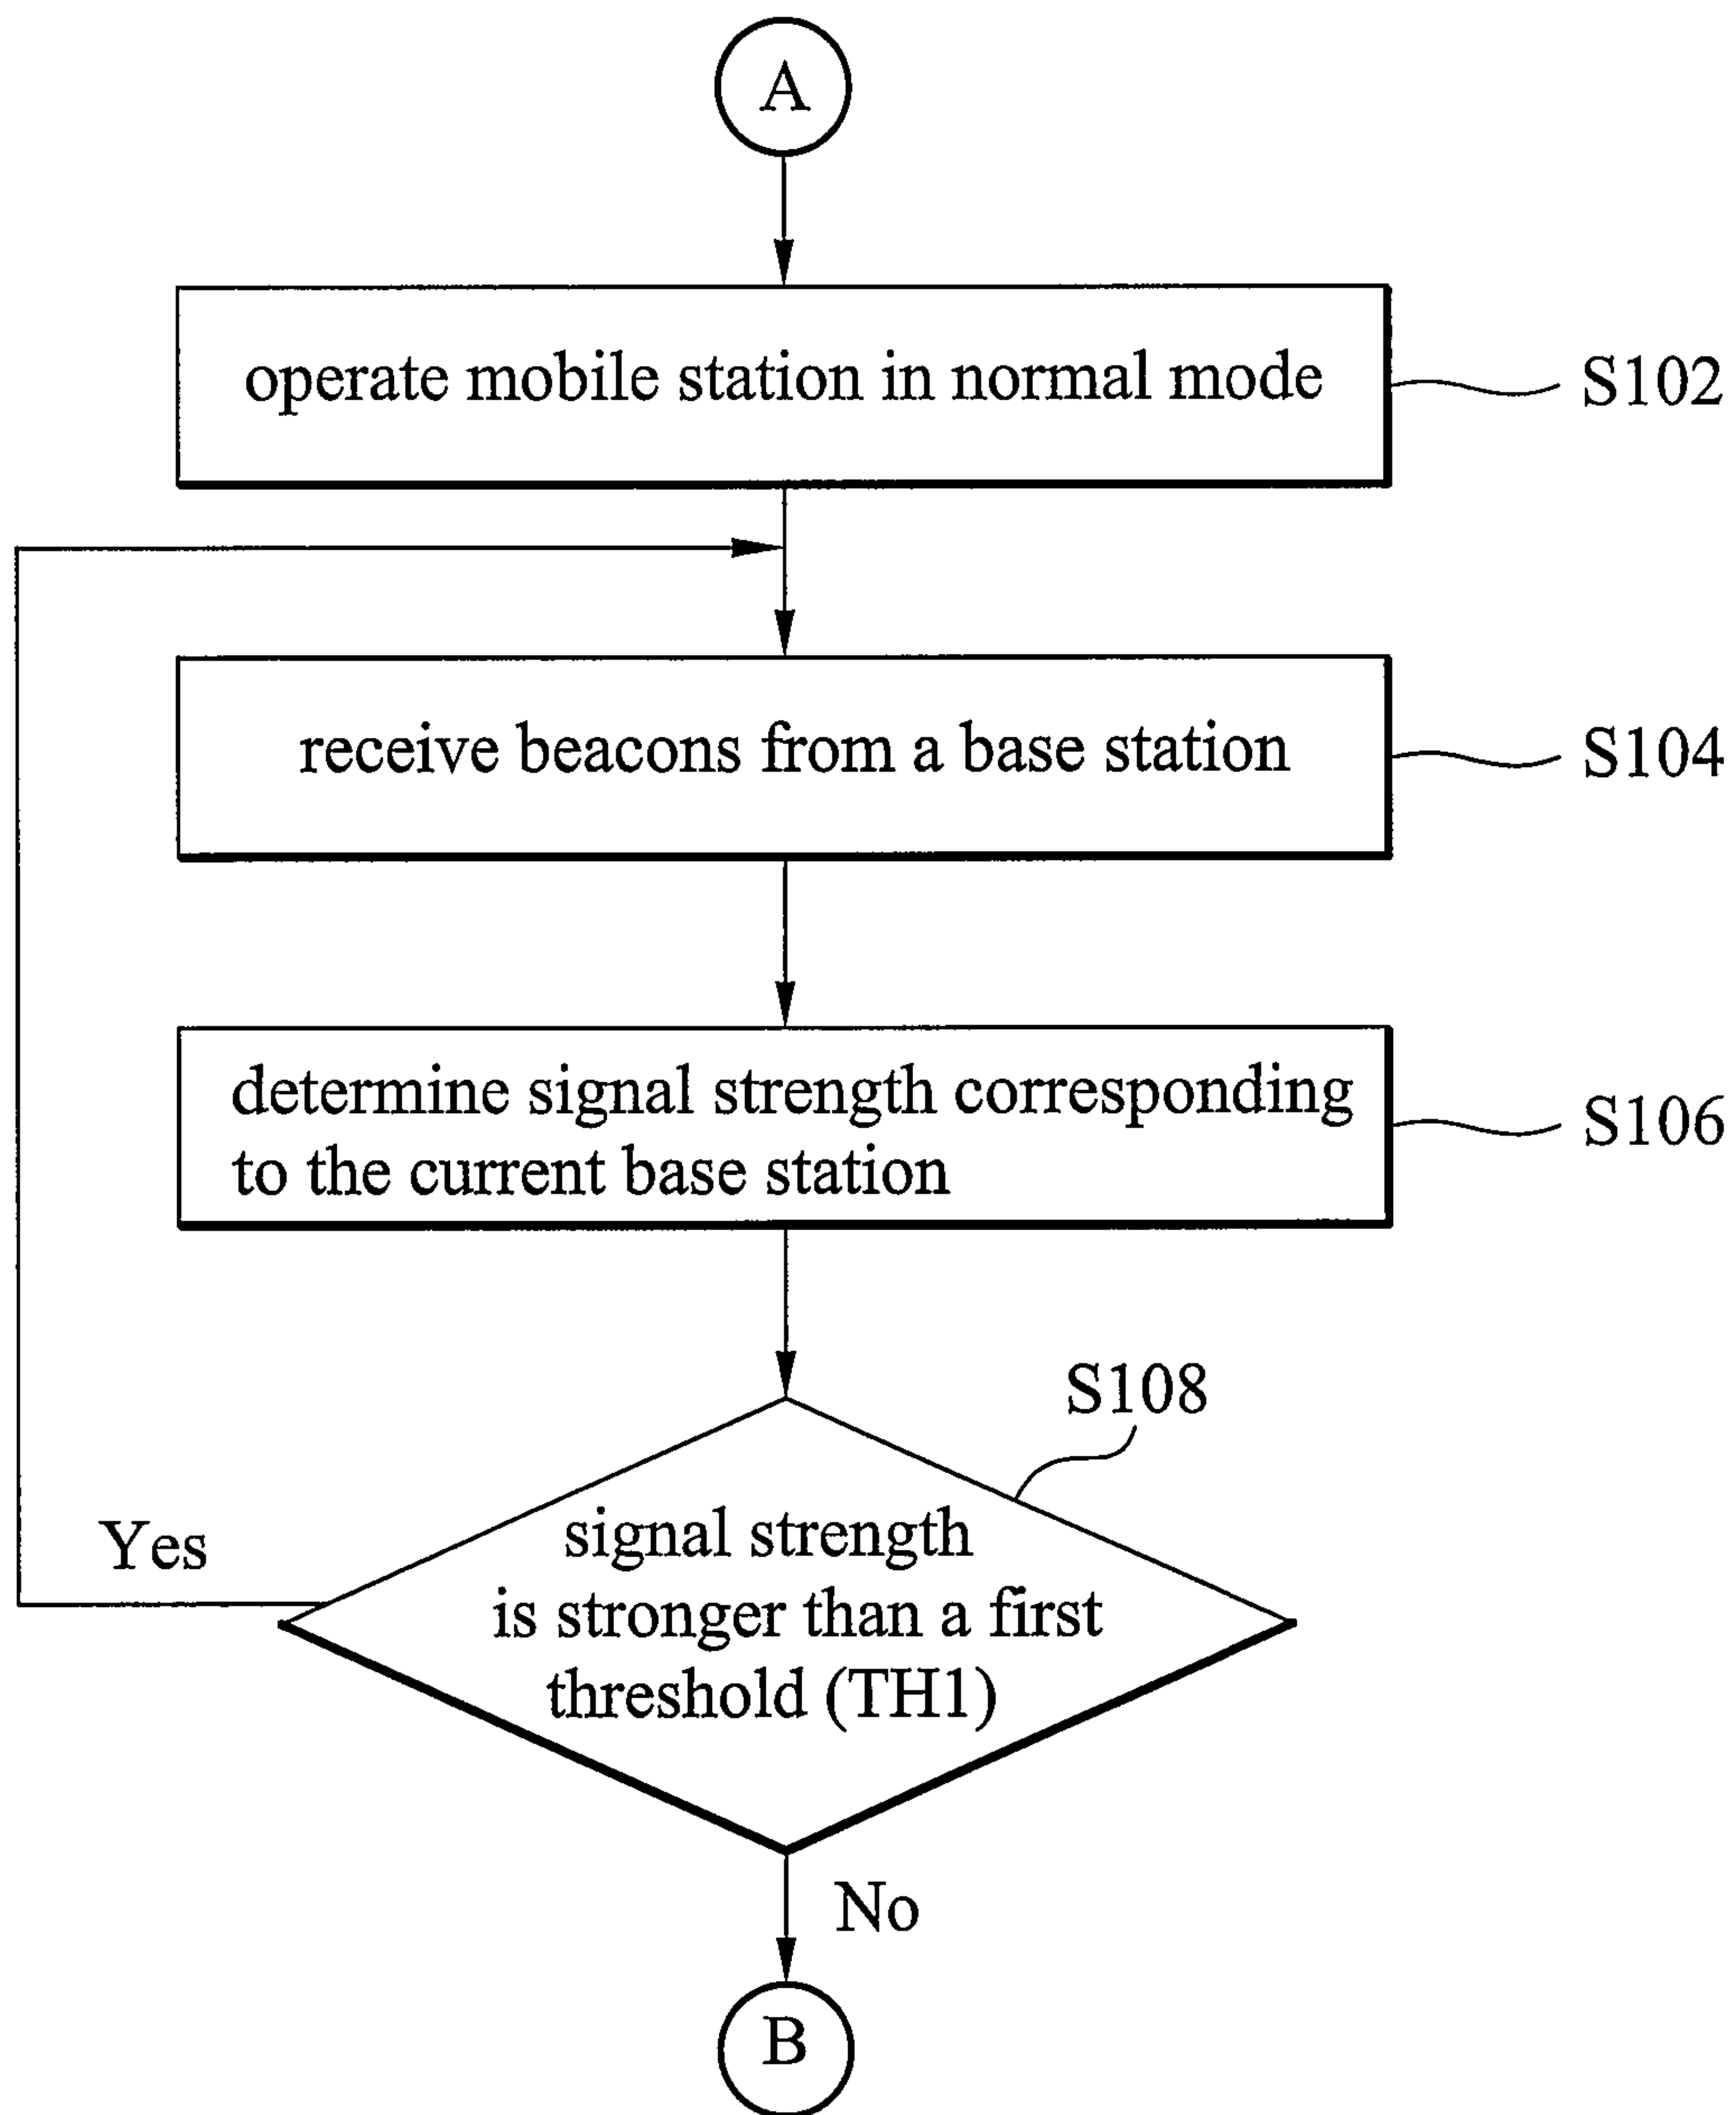 A
operate mobile station in normal mode
S102
receive beacons from a base station
S104
determine signal strength corresponding
to the current base station
S106
S108
signal strength
is stronger than a first
threshold (TH1)
Yes
No
B